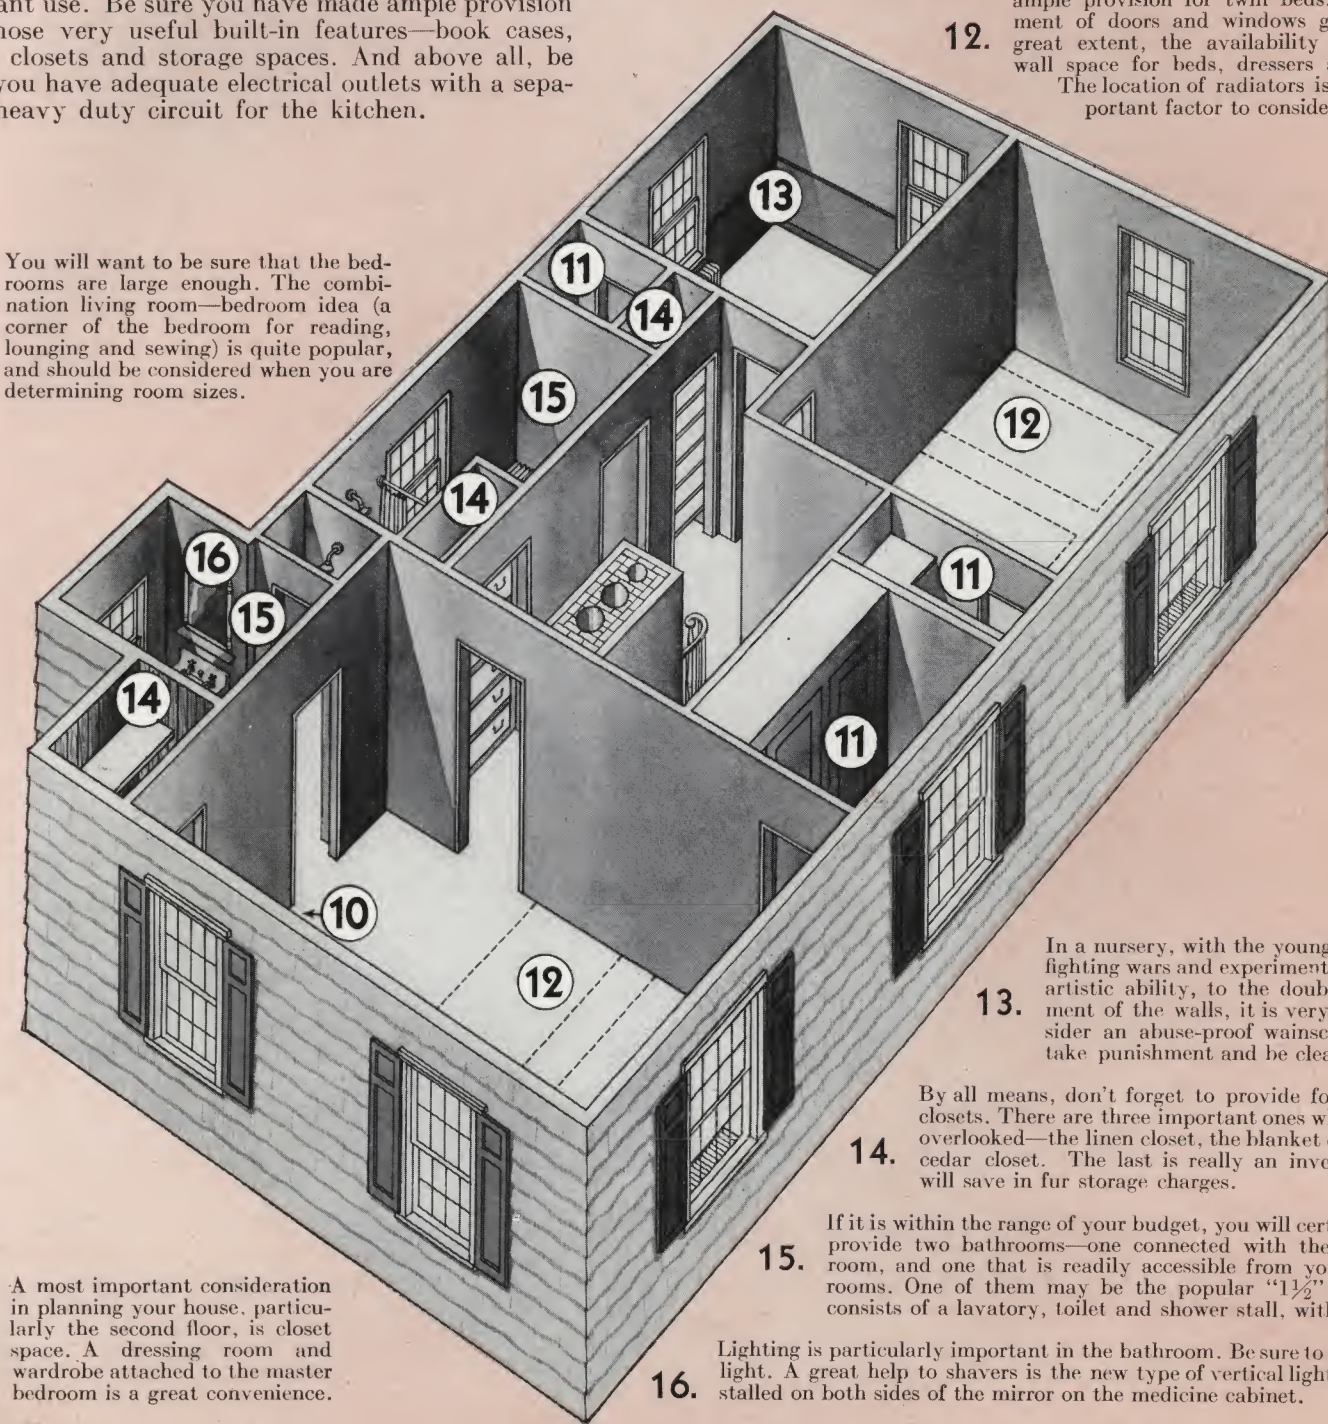 ant use. Be sure you have made ample provision
nose very useful built-in features—book cases,
closets and storage spaces. And above all, be
you have adequate electrical outlets with a sepa-
heavy duty circuit for the kitchen.
ample provision for twin beds.
12. ment of doors and windows g
great extent, the availability
wall space for beds, dressers
The location of radiators is
portant factor to conside
You will want to be sure that the bed-
rooms are large enough. The combi-
nation living room—bedroom idea (a
corner of the bedroom for reading,
lounging and sewing) is quite popular,
and should be considered when you are
determining room sizes.
13
11
14
15
12
14
16
11
15
14
11
10
12
In a nursery, with the young
fighting wars and experiment
artistic ability, to the doub
13. ment of the walls, it is very
sider an abuse-proof wainsc
take punishment and be clea
By all means, don't forget to provide fo
closets. There are three important ones w
14. overlooked—the linen closet, the blanket
cedar closet. The last is really an inve
will save in fur storage charges.
If it is within the range of your budget, you will cert
15. provide two bathrooms—one connected with the
room, and one that is readily accessible from yo
rooms. One of them may be the popular “1½”
consists of a lavatory, toilet and shower stall, with
Lighting is particularly important in the bathroom. Be sure to
16. light. A great help to shavers is the new type of vertical light
stalled on both sides of the mirror on the medicine cabinet.
A most important consideration
in planning your house, particu-
larly the second floor, is closet
space. A dressing room and
wardrobe attached to the master
bedroom is a great convenience.